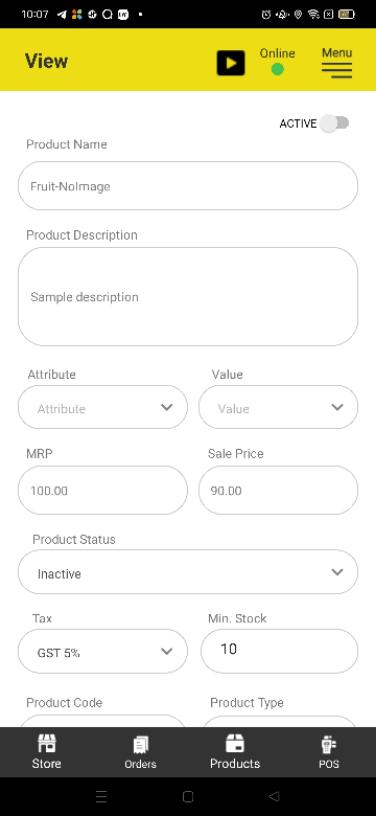 10:07
View
Online
Menu
ACTIVE
Product Name
Fruit-NoImage
Product Description
Sample description
Attribute Value
Attribute Value
MRP Sale Price
100.00 90.00
Product Status
Inactive
Tax Min. Stock
GST 5% 10
Product Code Product Type
Store Orders Products POS